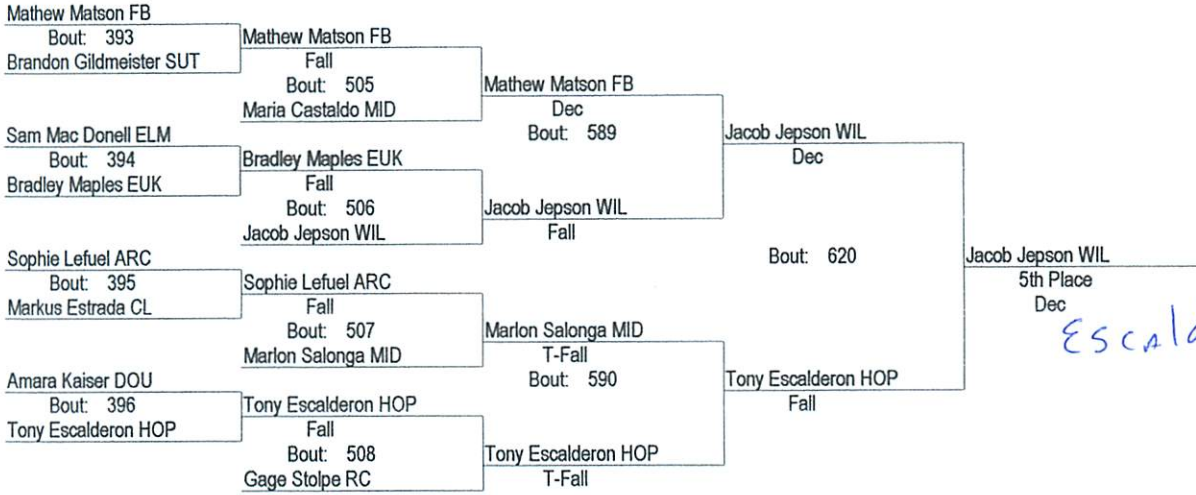 Mathew Matson FB
Bout: 393
Brandon Gildmeister SUT
Sam Mac Donell ELM
Bout: 394
Bradley Maples EUK
Sophie Lefuel ARC
Bout: 395
Markus Estrada CL
Amara Kaiser DOU
Bout: 396
Tony Escalderon HOP
Mathew Matson FB
Fall
Bout: 505
Maria Castaldo MID
Bradley Maples EUK
Fall
Bout: 506
Jacob Jepson WIL
Sophie Lefuel ARC
Fall
Bout: 507
Marlon Salonga MID
Tony Escalderon HOP
Fall
Bout: 508
Gage Stolpe RC
Mathew Matson FB
Dec
Bout: 589
Jacob Jepson WIL
Fall
Marlon Salonga MID
T-Fall
Bout: 590
Tony Escalderon HOP
T-Fall
Jacob Jepson WIL
Dec
Bout: 620
Tony Escalderon HOP
Fall
Jacob Jepson WIL
5th Place
Dec